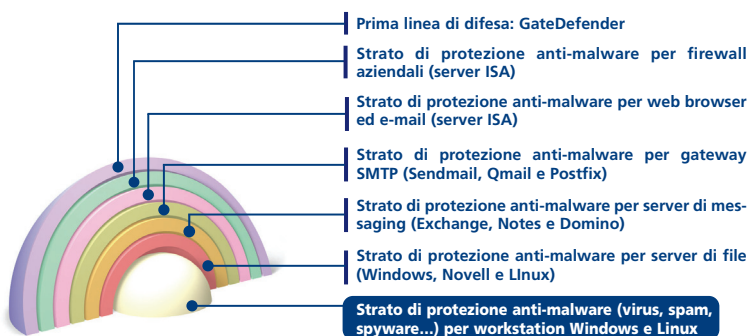 Prima linea di difesa: GateDefender
Strato di protezione anti-malware per firewall
aziendali (server ISA)
Strato di protezione anti-malware per web browser
ed e-mail (server ISA)
Strato di protezione anti-malware per gateway
SMTP (Sendmail, Qmail e Postfix)
Strato di protezione anti-malware per server di mes-
saging (Exchange, Notes e Domino)
Strato di protezione anti-malware per server di file
(Windows, Novell e LInux)
Strato di protezione anti-malware (virus, spam,
spyware...) per workstation Windows e Linux